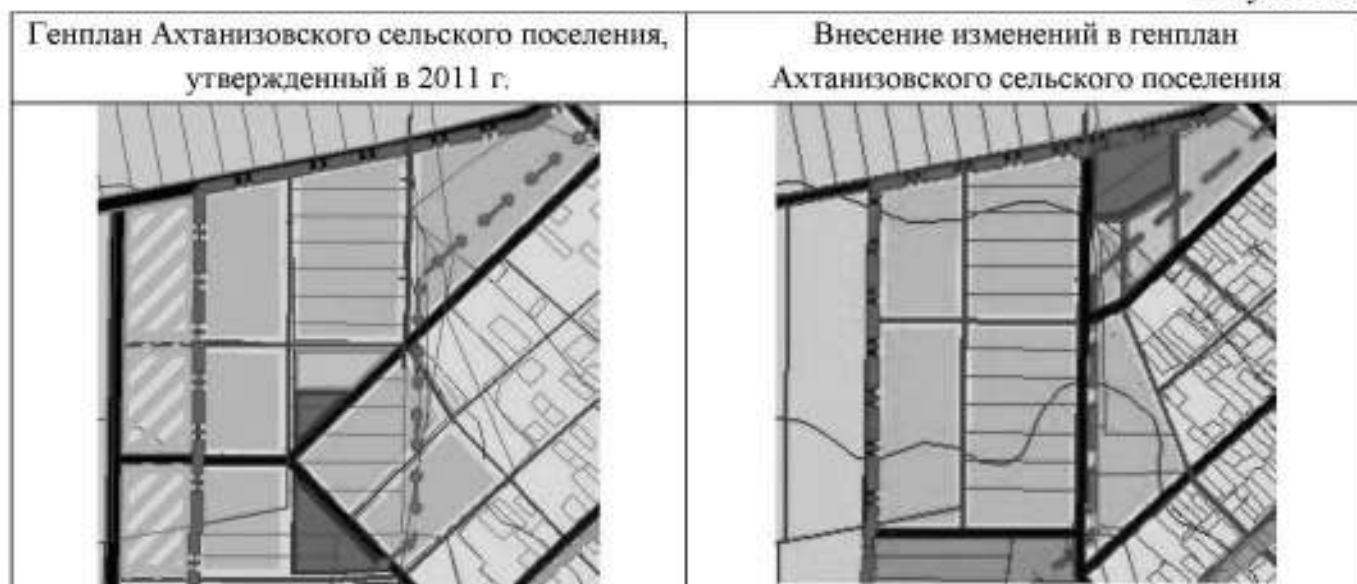 Генплан Ахтанизовского сельского поселения,
утвержденный в 2011 г.
Внесение изменений в генплан
Ахтанизовского сельского поселения